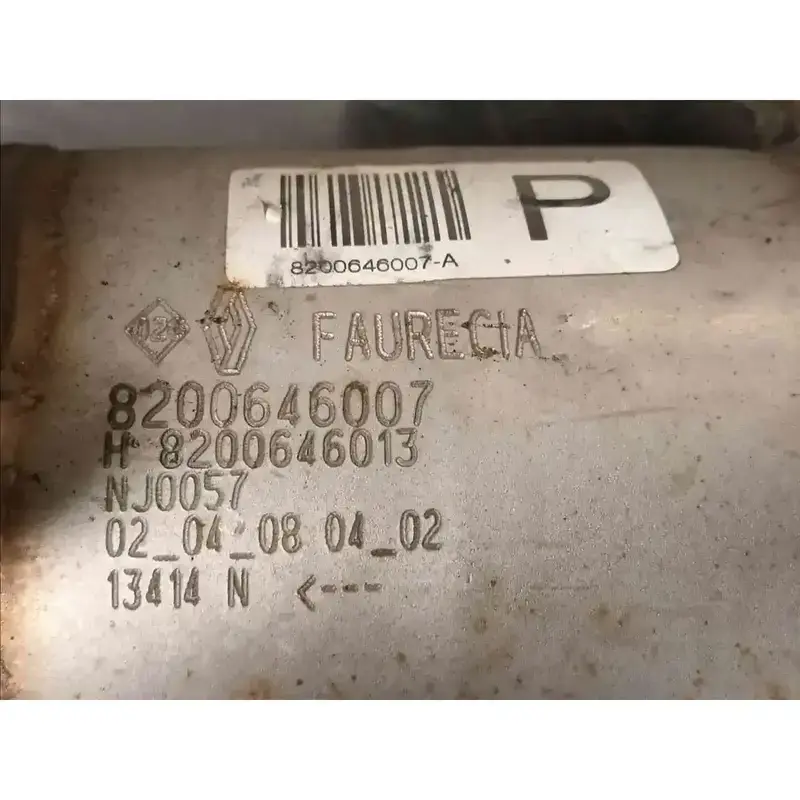 P
8200646007-A
FAURECIA
8200646007
H 8200646013
NJ0057
02_04_08 04_02
13414 N <---